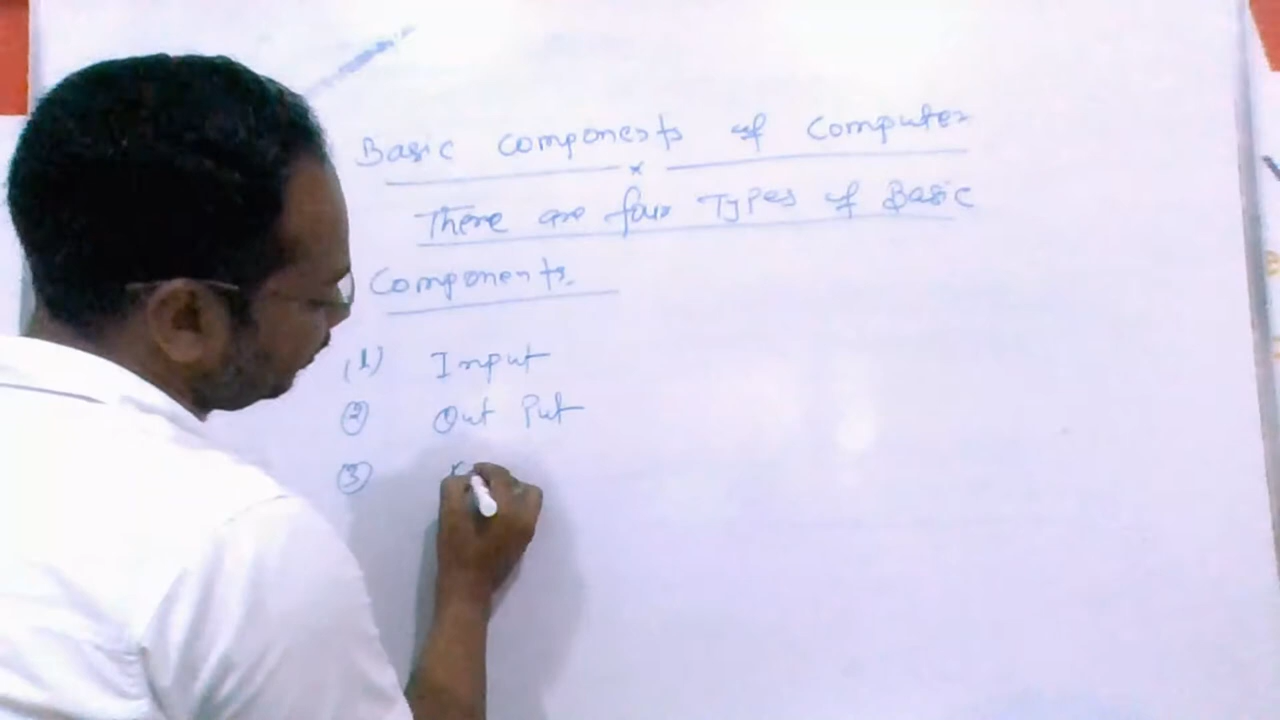 Basic Components of Computer
There are four Types of Basic
Components.
(1) Input
② Out Put
③